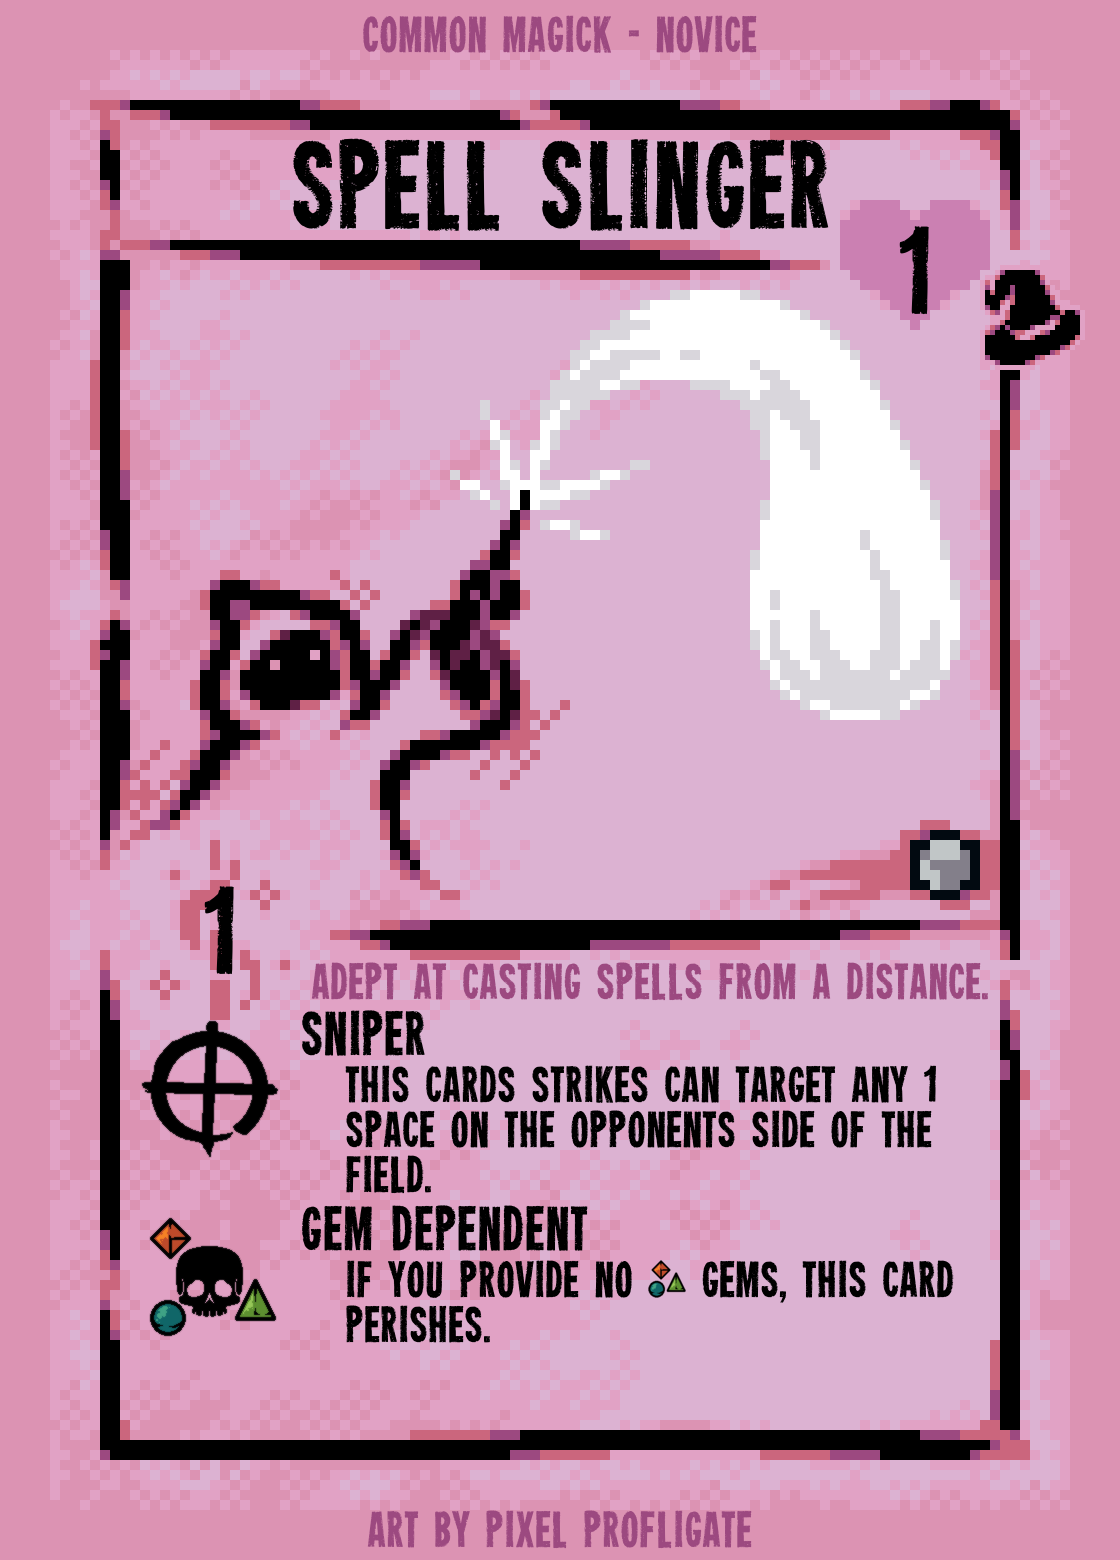 COMMON MAGICK - NOVICE
SPELL SLINGER
1
1
ADEPT AT CASTING SPELLS FROM A DISTANCE.
SNIPER
THIS CARDS STRIKES CAN TARGET ANY 1
SPACE ON THE OPPONENTS SIDE OF THE
FIELD.
GEM DEPENDENT
IF YOU PROVIDE NO GEMS, THIS CARD
PERISHES.
ART BY PIXEL PROFLIGATE